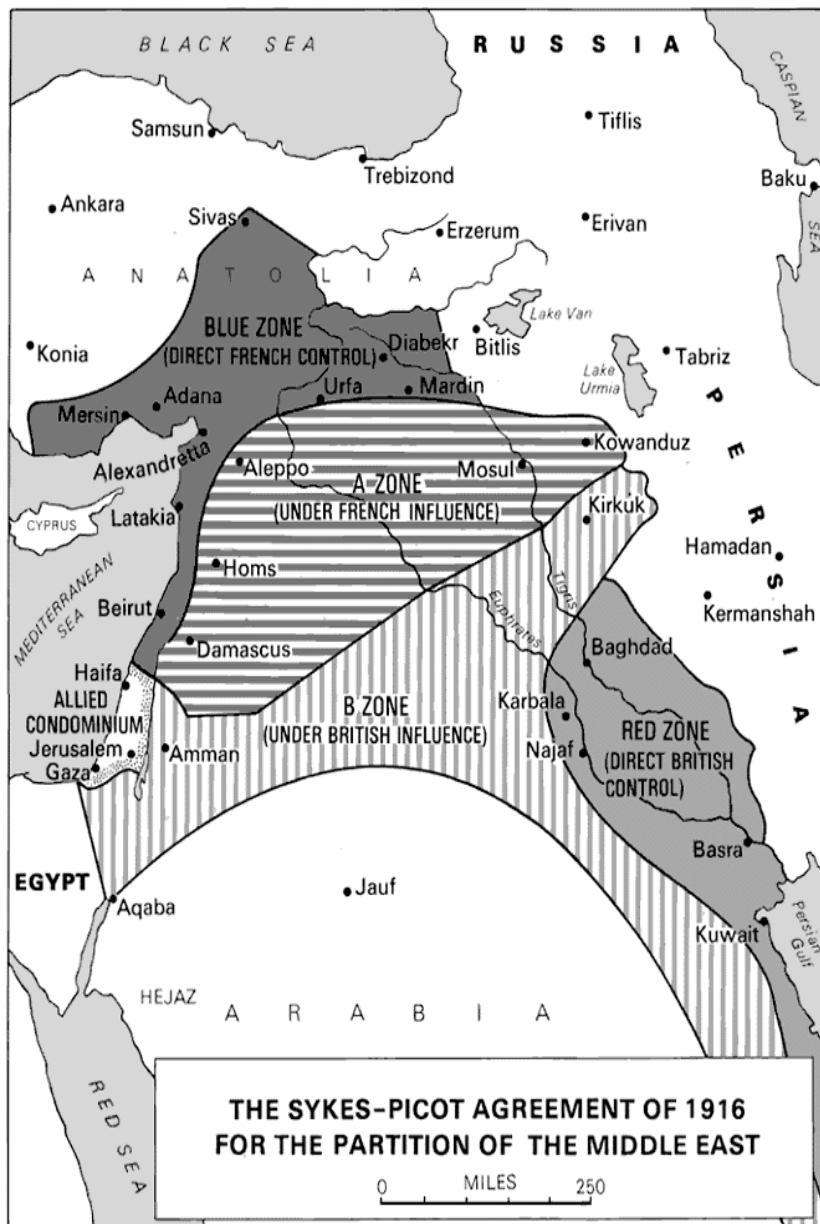 BLACK SEA
RUSSIA
CASPIAN
SEA
Samsun
Tiflis
Trebizond
Baku
Ankara
Sivas
Erzerum
Erivan
ANATOLIA
BLUE ZONE
(DIRECT FRENCH CONTROL)
Diabekr
Bitlis
Lake Van
Konia
Tabriz
Lake
Urmia
Urfa
Mardin
Adana
Mersin
PERSIA
Alexandretta
Aleppo
Mosul
Kowanduz
A ZONE
(UNDER FRENCH INFLUENCE)
Kirkuk
Latakia
CYPRUS
Hamadan
Homs
MEDITERRANEAN
SEA
Tigris
Euphrates
Kermanshah
Beirut
Damascus
Baghdad
Haifa
ALLIED
CONDOMINIUM
Karbala
B ZONE
(UNDER BRITISH INFLUENCE)
RED ZONE
(DIRECT BRITISH
CONTROL)
Jerusalem
Amman
Najaf
Gaza
Basra
EGYPT
Aqaba
Jauf
Kuwait
Persian
Gulf
HEJAZ
ARABIA
RED SEA
THE SYKES-PICOT AGREEMENT OF 1916
FOR THE PARTITION OF THE MIDDLE EAST
MILES
0 250